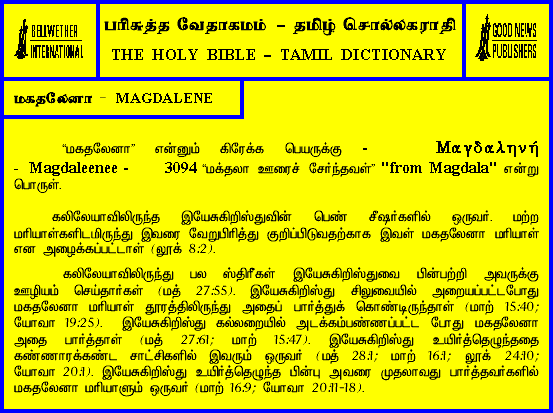 BELLWETHER
INTERNATIONAL
பரிசுத்த வேதாகமம் – தமிழ் சொல்லகராதி
THE HOLY BIBLE – TAMIL DICTIONARY
GOOD NEWS
PUBLISHERS
மகதலேனா – MAGDALENE
“மகதலேனா” என்னும் கிரேக்க பெயருக்கு - Μαγδαληνή
- Magdaleenee - 3094 “மக்தலா ஊரைச் சேர்ந்தவள்” "from Magdala" என்று
பொருள்.
கலிலேயாவிலிருந்த இயேசுகிறிஸ்துவின் பெண் சீஷர்களில் ஒருவர். மற்ற
மரியாள்களிடமிருந்து இவரை வேறுபிரித்து குறிப்பிடுவதற்காக இவள் மகதலேனா மரியாள்
என அழைக்கப்பட்டாள் (லூக் 8:2).
கலிலேயாவிலிருந்து பல ஸ்திரீகள் இயேசுகிறிஸ்துவை பின்பற்றி அவருக்கு
ஊழியம் செய்தார்கள் (மத் 27:55). இயேசுகிறிஸ்து சிலுவையில் அறையப்பட்டபோது
மகதலேனா மரியாள் தூரத்திலிருந்து அதைப் பார்த்துக் கொண்டிருந்தாள் (மாற் 15:40;
யோவா 19:25). இயேசுகிறிஸ்து கல்லறையில் அடக்கம்பண்ணப்பட்ட போது மகதலேனா
அதை பார்த்தாள் (மத் 27:61; மாற் 15:47). இயேசுகிறிஸ்து உயிர்த்தெழுந்ததை
கண்ணாரக்கண்ட சாட்சிகளில் இவரும் ஒருவர் (மத் 28:1; மாற் 16:1; லூக் 24:10;
யோவா 20:1). இயேசுகிறிஸ்து உயிர்த்தெழுந்த பின்பு அவரை முதலாவது பார்த்தவர்களில்
மகதலேனா மரியாளும் ஒருவர் (மாற் 16:9; யோவா 20:11-18).